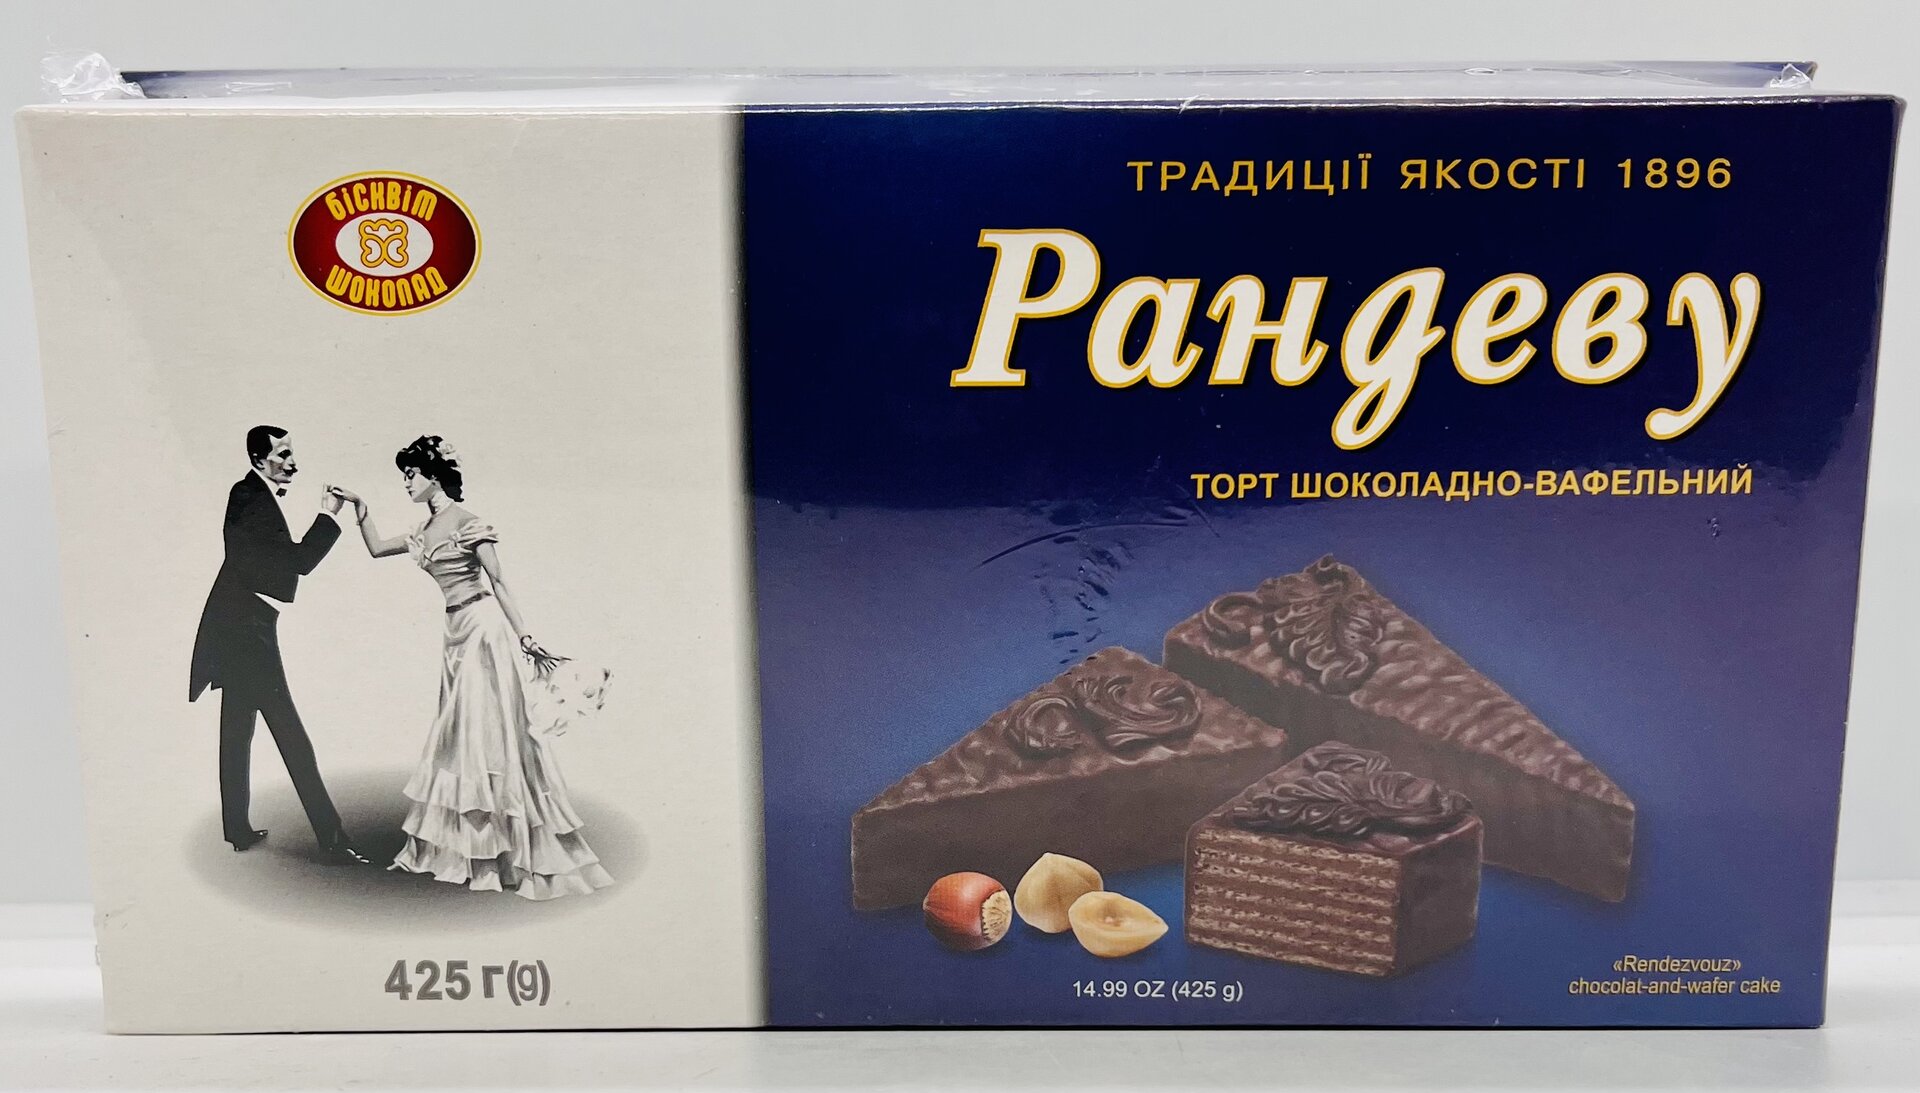 БІСКВІТ
ШОКОЛАД
425 г(g)
ТРАДИЦІЇ ЯКОСТІ 1896
Рандеву
ТОРТ ШОКОЛАДНО-ВАФЕЛЬНИЙ
14.99 OZ (425 g)
«Rendezvouz»
chocolat-and-wafer cake